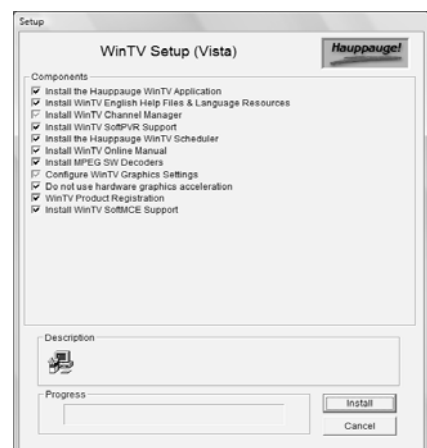 Setup
WinTV Setup (Vista)
Hauppauge!
Components
Install the Hauppauge WinTV Application
Install WinTV English Help Files & Language Resources
Install WinTV Channel Manager
Install WinTV SoftPVR Support
Install the Hauppauge WinTV Scheduler
Install WinTV Online Manual
Install MPEG SW Decoders
Configure WinTV Graphics Settings
Do not use hardware graphics acceleration
WinTV Product Registration
Install WinTV SoftMCE Support
Description
Progress
Install
Cancel